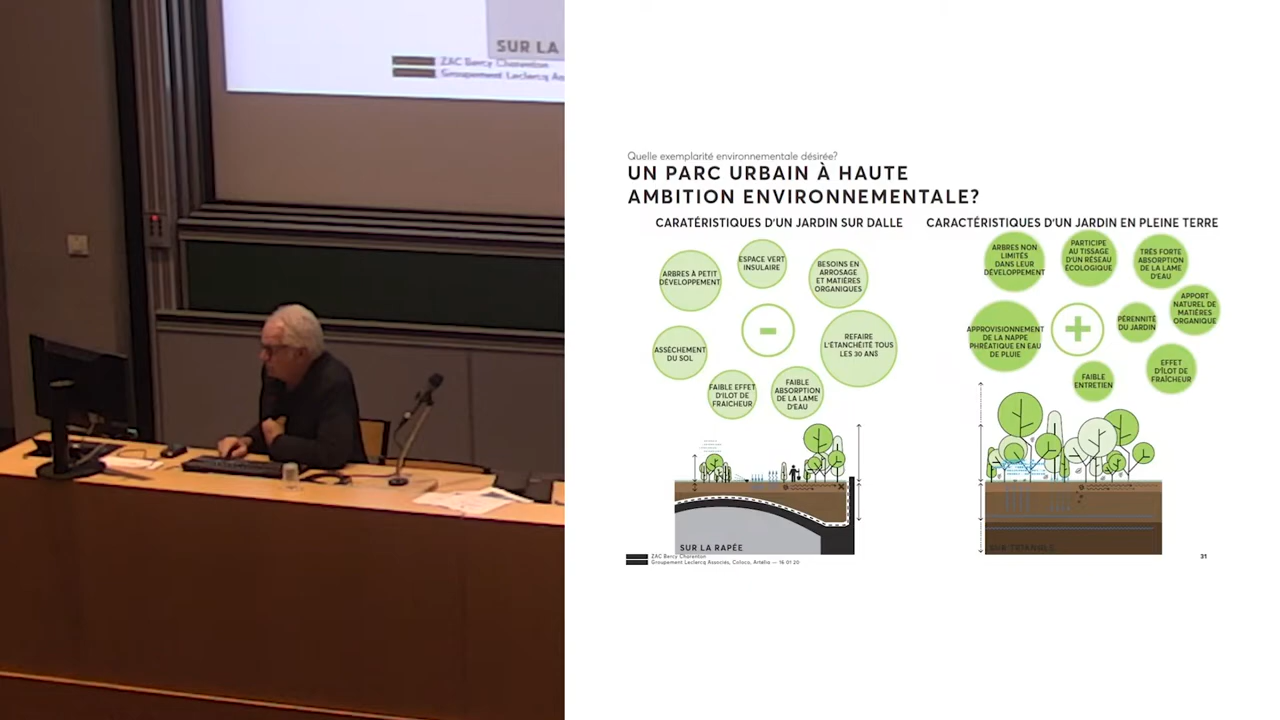 SUR LA
ZAC Bercy Charenton
Groupement Leclercq As
Quelle exemplarité environnementale désirée?
UN PARC URBAIN À HAUTE
AMBITION ENVIRONNEMENTALE?
CARATÉRISTIQUES D'UN JARDIN SUR DALLE
ARBRES À PETIT
DÉVELOPPEMENT
ESPACE VERT
INSULAIRE
BESOINS EN
ARROSAGE
ET MATIÈRES
ORGANIQUES
ASSÈCHEMENT
DU SOL
-
REFAIRE
L'ÉTANCHÉITÉ TOUS
LES 30 ANS
FAIBLE EFFET
D'ILOT DE
FRAICHEUR
FAIBLE
ABSORPTION
DE LA LAME
D'EAU
SUR LA RAPÉE
CARACTÉRISTIQUES D'UN JARDIN EN PLEINE TERRE
ARBRES NON
LIMITÉS
DANS LEUR
DÉVELOPPEMENT
PARTICIPE
AU TISSAGE
D'UN RÉSEAU
ÉCOLOGIQUE
TRÈS FORTE
ABSORPTION
DE LA LAME
D'EAU
APPROVISIONNEMENT
DE LA NAPPE
PHRÉATIQUE EN EAU
DE PLUIE
+
PÉRENNITÉ
DU JARDIN
APPORT
NATUREL DE
MATIÈRES
ORGANIQUE
FAIBLE
ENTRETIEN
EFFET
D'ÎLOT DE
FRAÎCHEUR
SUR TRIANGLE
ZAC Bercy Charenton
Groupement Leclercq Associés, Coloco, Artelia — 16 01 20
31